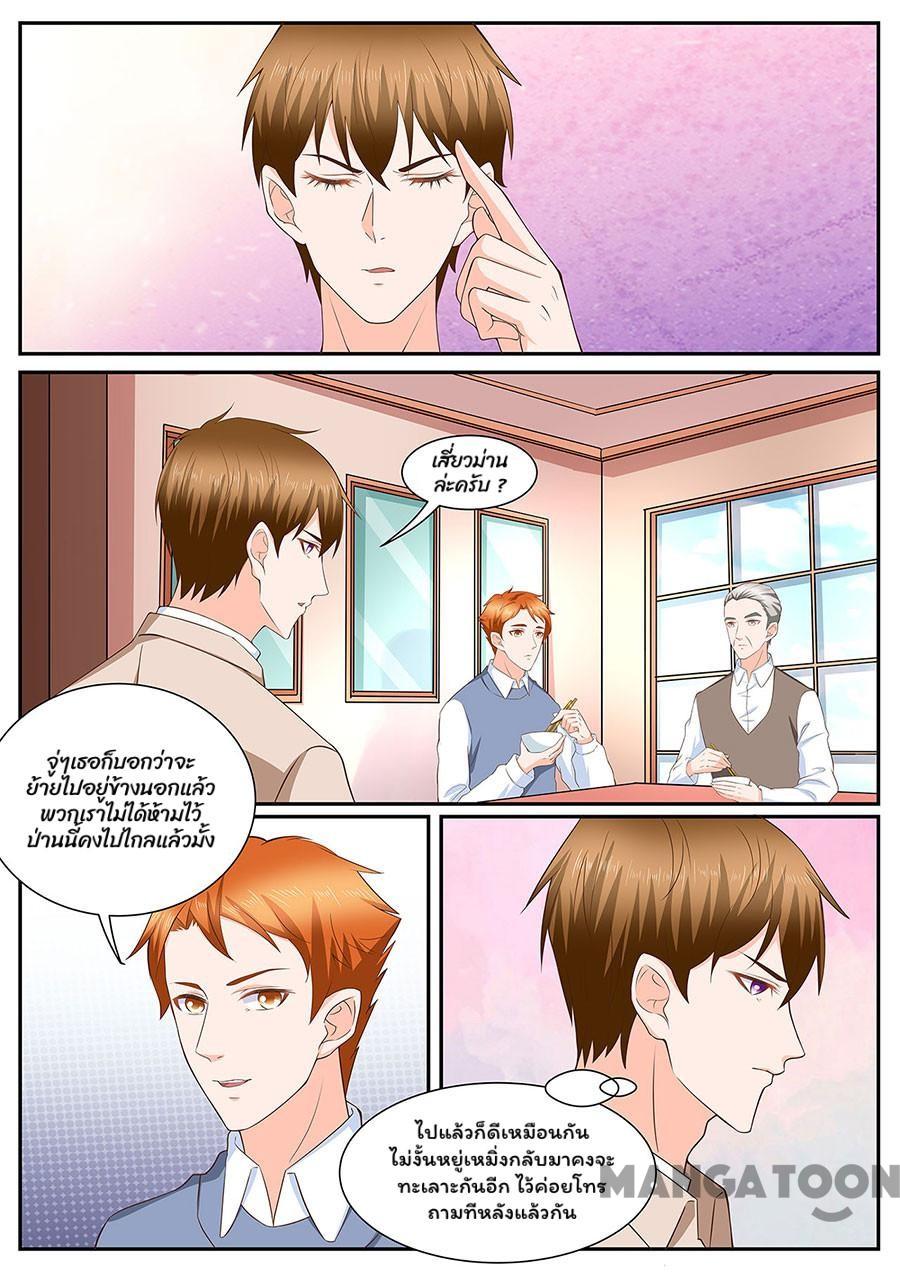 เสี่ยวม่าน
ล่ะครับ ?
จู่ๆเธอก็บอกว่าจะ
ย้ายไปอยู่ข้างนอกแล้ว
พวกเราไม่ได้ห้ามไว้
ป่านนี้คงไปไกลแล้วมั้ง
ไปแล้วก็ดีเหมือนกัน
ไม่งั้นหยู่เหมิ่งกลับมาคงจะ
ทะเลาะกันอีก ไว้ค่อยโทร
ถามทีหลังแล้วกัน
MANGATOON